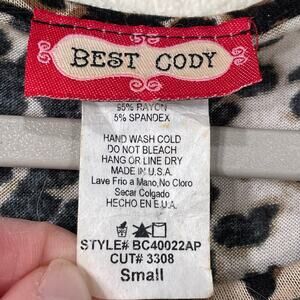 BEST CODY
95% RAYON
5% SPANDEX
HAND WASH COLD
DO NOT BLEACH
HANG OR LINE DRY
MADE IN U.S.A.
Lave Frio a Mano, No Cloro
Secar Colgado
HECHO EN E.U.A.
STYLE# BC40022AP
CUT# 3308
Small